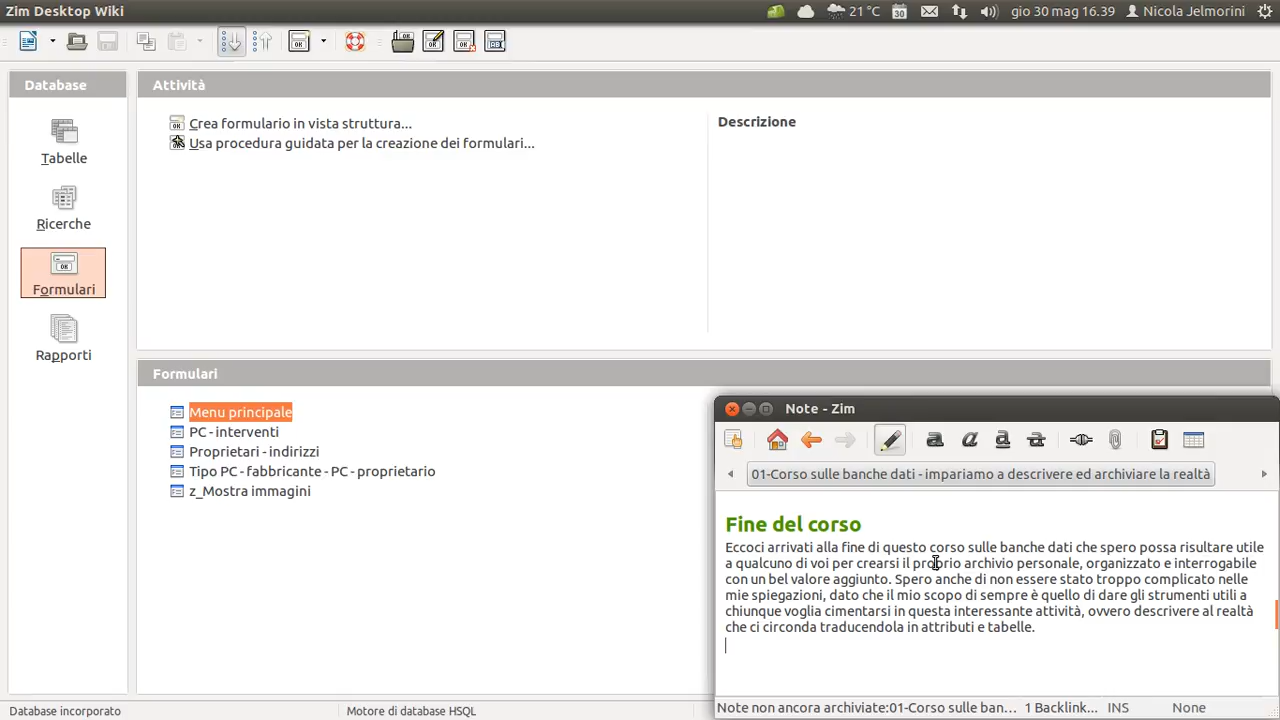 Zim Desktop Wiki
21 °C
30
gio 30 mag 16.39
Nicola Jelmorini
Database
Attività
Tabelle
Crea formulario in vista struttura...
Usa procedura guidata per la creazione dei formulari...
Descrizione
Ricerche
OK
Formulari
Rapporti
Formulari
Menu principale
PC - interventi
Proprietari - indirizzi
Tipo PC - fabbricante - PC - proprietario
z_Mostra immagini
Note - Zim
01-Corso sulle banche dati - impariamo a descrivere ed archiviare la realtà
Fine del corso
Eccoci arrivati alla fine di questo corso sulle banche dati che spero possa risultare utile
a qualcuno di voi per crearsi il proprio archivio personale, organizzato e interrogabile
con un bel valore aggiunto. Spero anche di non essere stato troppo complicato nelle
mie spiegazioni, dato che il mio scopo di sempre è quello di dare gli strumenti utili a
chiunque voglia cimentarsi in questa interessante attività, ovvero descrivere al realtà
che ci circonda traducendola in attributi e tabelle.
Note non ancora archiviate:01-Corso sulle ban... 1 Backlink... INS None
Database incorporato
Motore di database HSQL